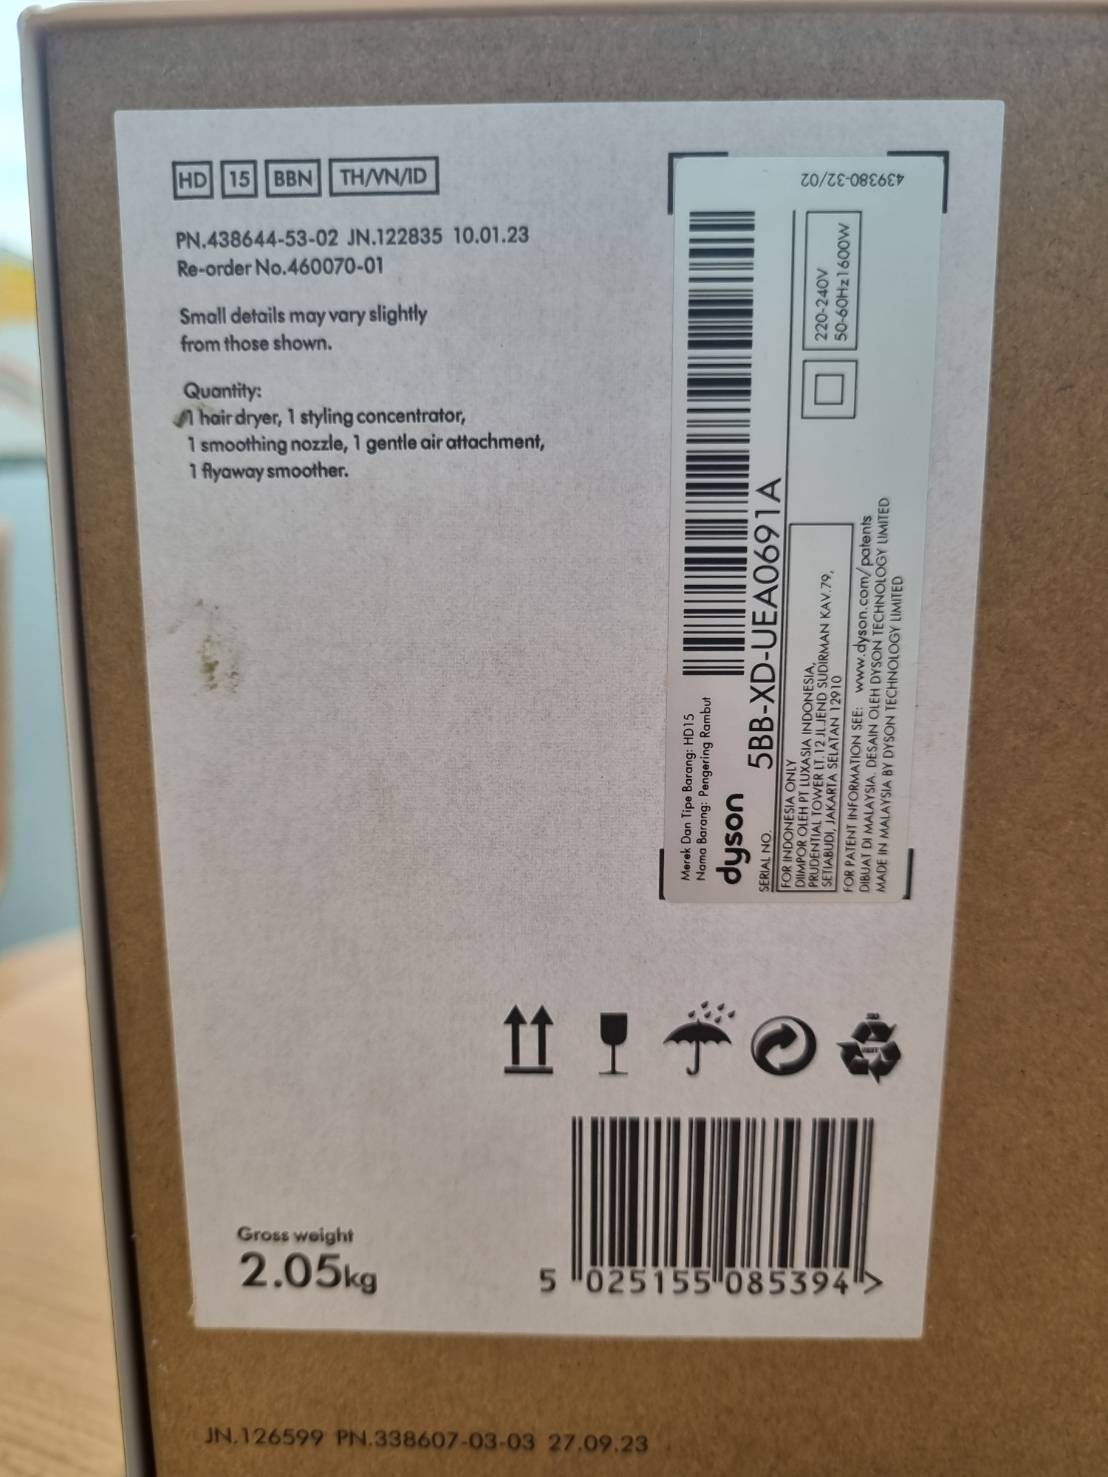 HD 15 BBN TH/VN/ID
PN.438644-53-02 JN.122835 10.01.23
Re-order No.460070-01
Small details may vary slightly
from those shown.
Quantity:
1 hair dryer, 1 styling concentrator,
1 smoothing nozzle, 1 gentle air attachment,
1 flyaway smoother.
Merek Dan Tipe Barang: HD15
Nama Barang: Pengering Rambut
dyson
SERIAL NO. 5BB-XD-UEA0691A
FOR INDONESIA ONLY
DIIMPOR OLEH PT LUXASIA INDONESIA,
PRUDENTIAL TOWER LT. 12 JL.JEND SUDIRMAN KAV.79,
SETIABUDI, JAKARTA SELATAN 12910
220-240V
50-60Hz1600W
FOR PATENT INFORMATION SEE: www.dyson.com/patents
DIBUAT DI MALAYSIA. DESAIN OLEH DYSON TECHNOLOGY LIMITED
MADE IN MALAYSIA BY DYSON TECHNOLOGY LIMITED
439380-32/02
Gross weight
2.05kg
5 025155 085394 >
JN.126599 PN.338607-03-03 27.09.23